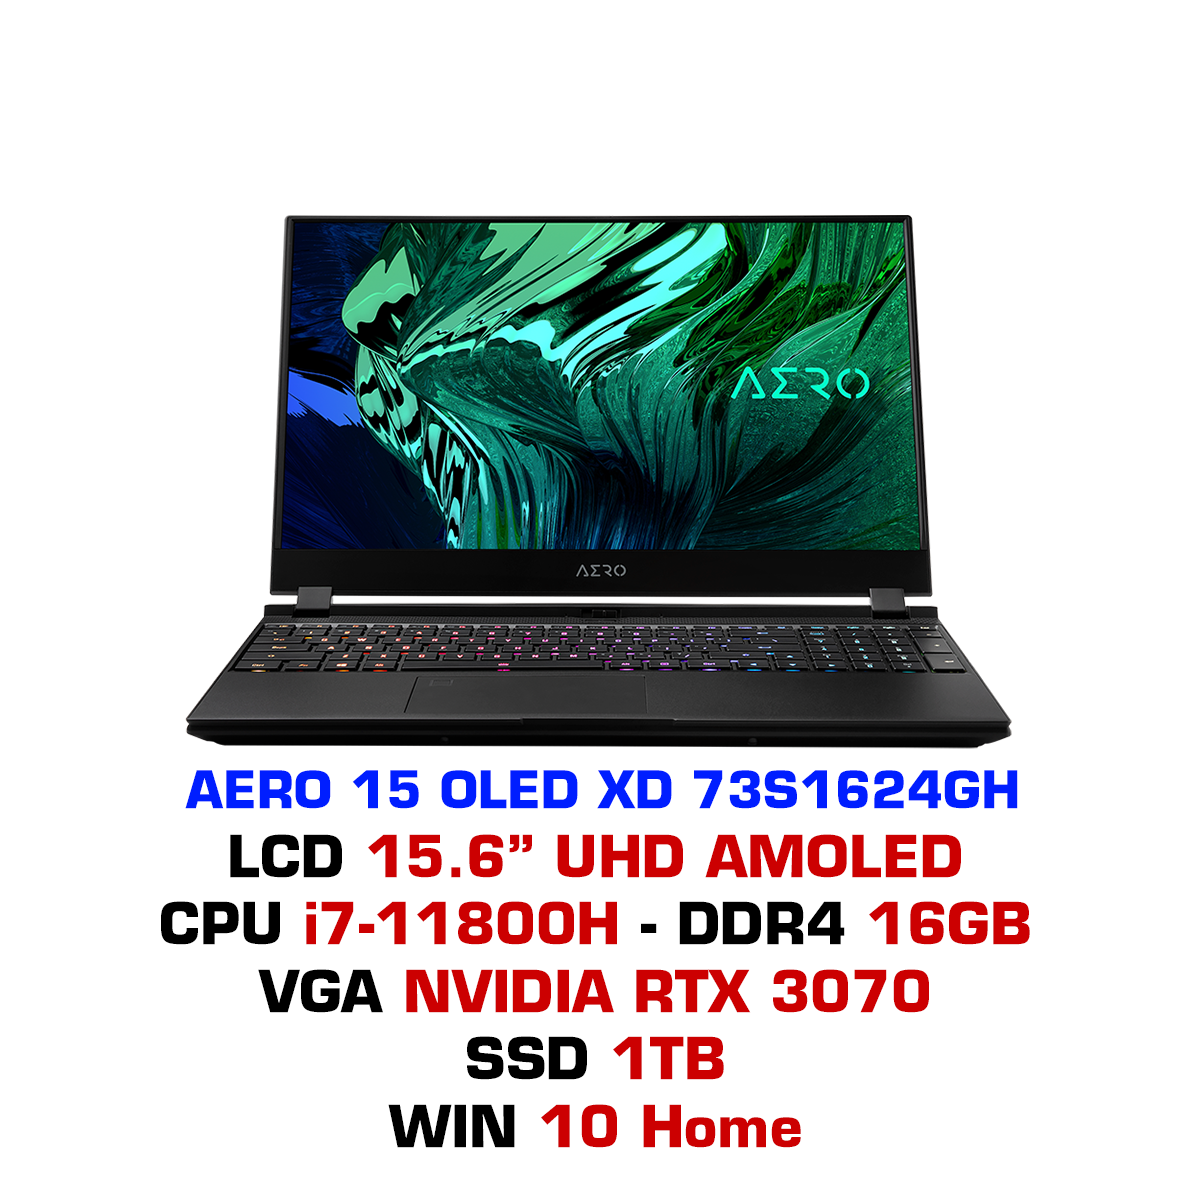 AERO
AERO
AERO 15 OLED XD 73S1624GH
LCD 15.6” UHD AMOLED
CPU i7-11800H - DDR4 16GB
VGA NVIDIA RTX 3070
SSD 1TB
WIN 10 Home